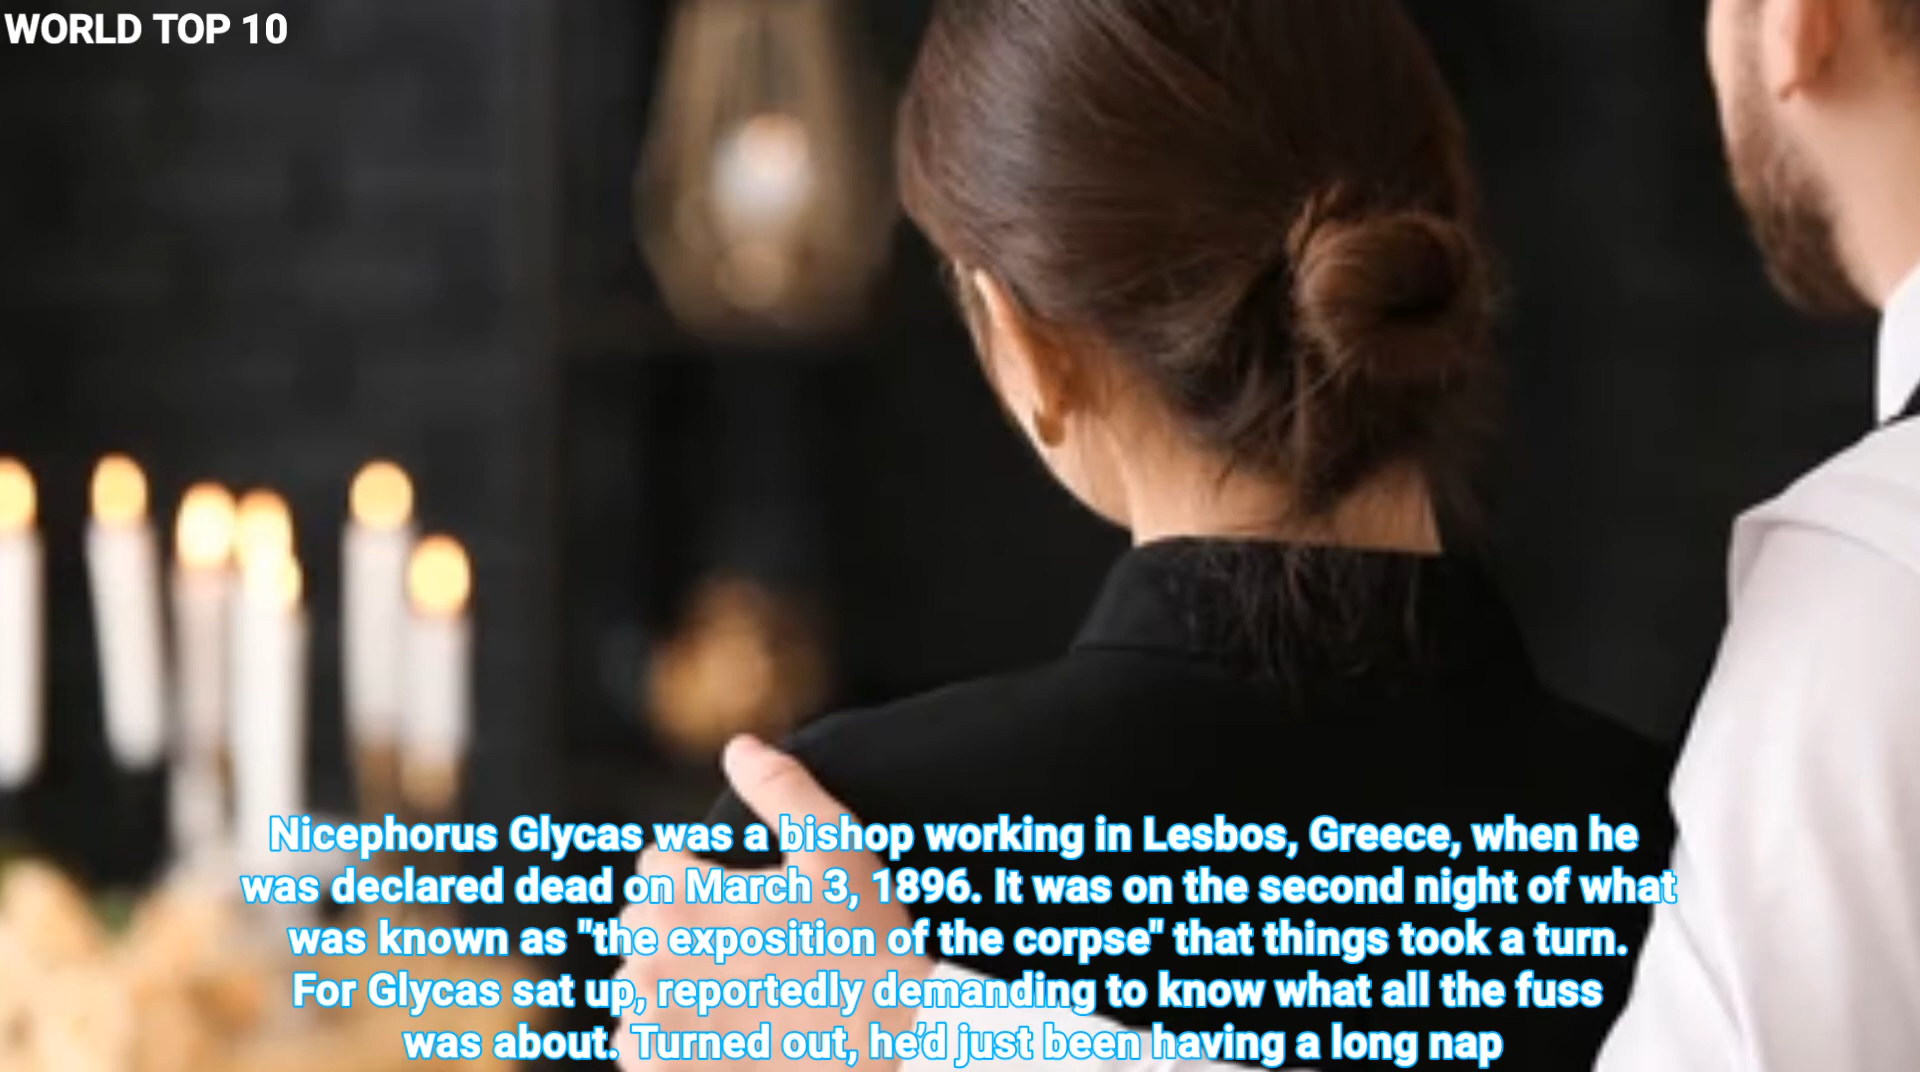 WORLD TOP 10
Nicephorus Glycas was a bishop working in Lesbos, Greece, when he
was declared dead on March 3, 1896. It was on the second night of what
was known as "the exposition of the corpse" that things took a turn.
For Glycas sat up, reportedly demanding to know what all the fuss
was about. Turned out, he’d just been having a long nap